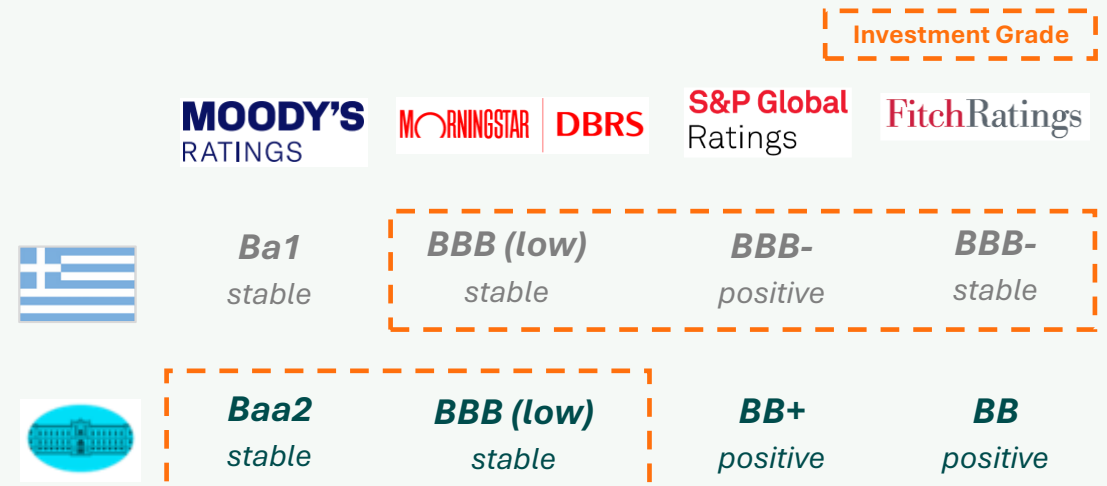 Investment Grade
MOODY'S
RATINGS
MORNINGSTAR DBRS
S&P Global
Ratings
FitchRatings
Ba1
stable
BBB (low)
stable
BBB-
positive
BBB-
stable
Baa2
stable
BBB (low)
stable
BB+
positive
BB
positive